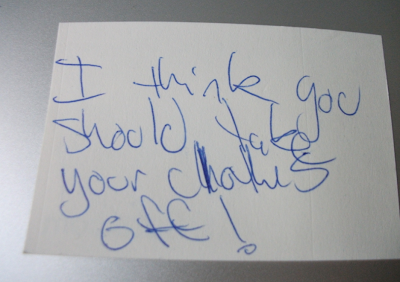 I think you
should take
your clothes
off!